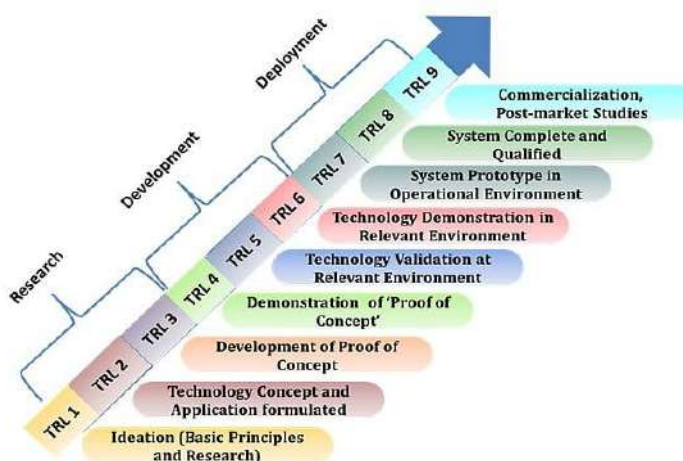 Research
Development
Deployment
TRL 1
TRL 2
TRL 3
TRL 4
TRL 5
TRL 6
TRL 7
TRL 8
TRL 9
Commercialization,
Post-market Studies
System Complete and
Qualified
System Prototype in
Operational Environment
Technology Demonstration in
Relevant Environment
Technology Validation at
Relevant Environment
Demonstration of 'Proof of
Concept'
Development of Proof of
Concept
Technology Concept and
Application formulated
Ideation (Basic Principles
and Research)